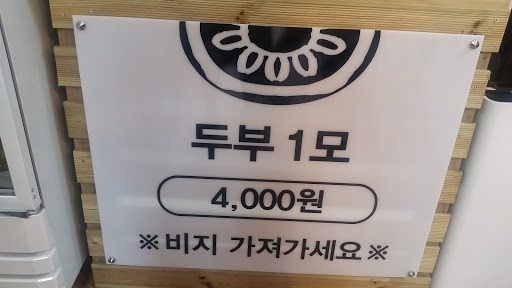 두부 1모
4,000원
※비지 가져가세요※